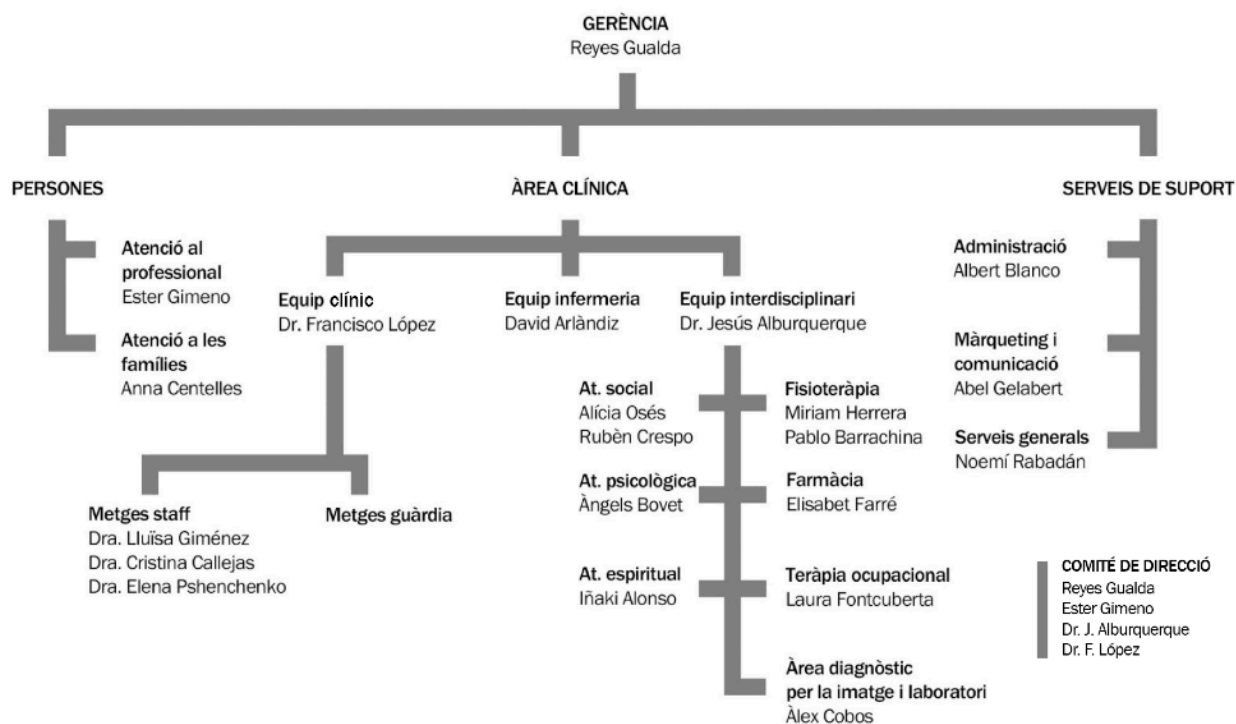 GERÈNCIA
Reyes Gualda
PERSONES
ÀREA CLÍNICA
SERVEIS DE SUPORT
Atenció al
professional
Ester Gimeno
Atenció a les
famílies
Anna Centelles
Equip clínic
Dr. Francisco López
Equip infermeria
David Arlàndiz
Equip interdisciplinari
Dr. Jesús Alburquerque
Administració
Albert Blanco
Màrqueting i
comunicació
Abel Gelabert
Serveis generals
Noemí Rabadán
Metges staff
Dra. Lluïsa Giménez
Dra. Cristina Callejas
Dra. Elena Pshenchenko
Metges guàrdia
At. social
Alícia Osés
Rubèn Crespo
Fisioteràpia
Miriam Herrera
Pablo Barrachina
At. psicològica
Àngels Bovet
Farmàcia
Elisabet Farré
At. espiritual
Iñaki Alonso
Teràpia ocupacional
Laura Fontcuberta
Àrea diagnòstic
per la imatge i laboratori
Àlex Cobos
COMITÉ DE DIRECCIÓ
Reyes Gualda
Ester Gimeno
Dr. J. Alburquerque
Dr. F. López